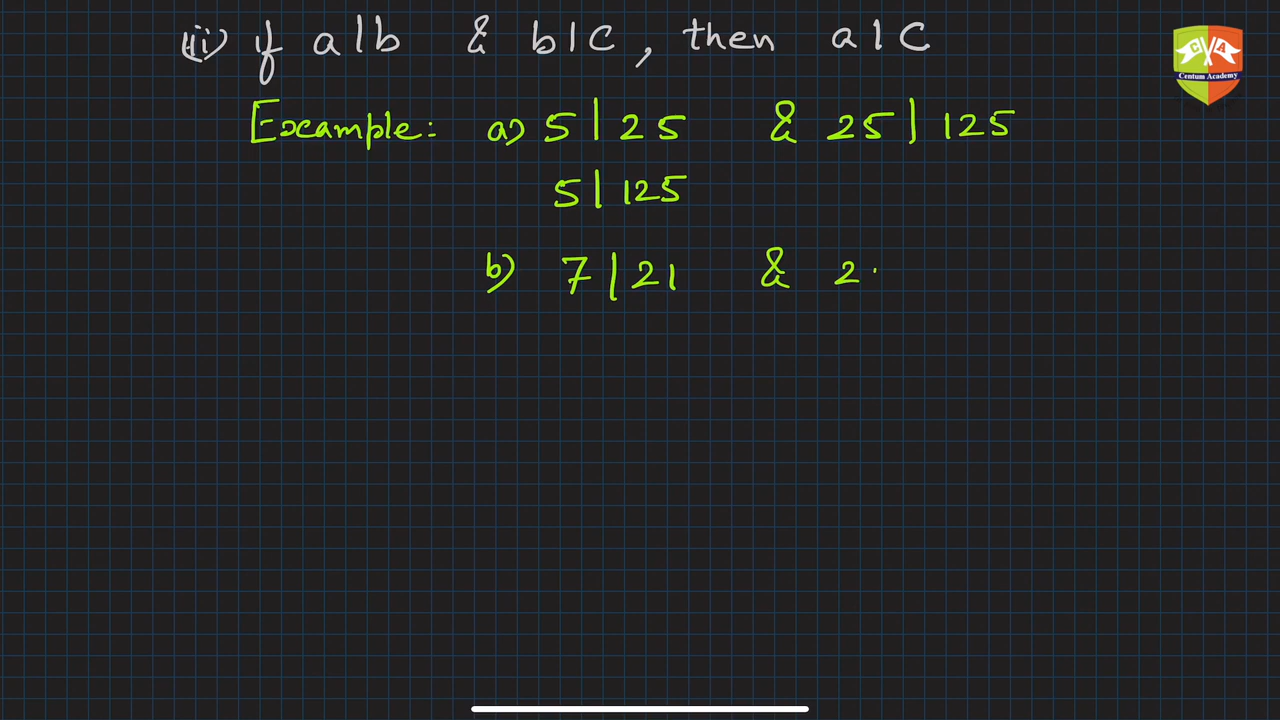 (ii) if a|b & b|c, then a|c
C A
Centum Academy
Example: a) 5|25 & 25|125
5|125
b) 7|21 & 2